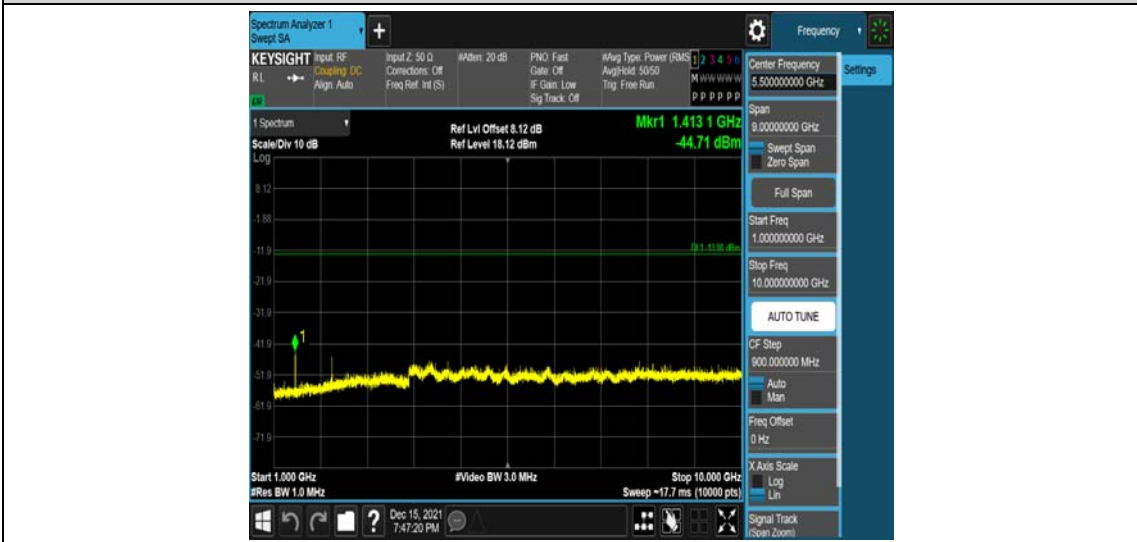 Spectrum Analyzer 1
Swept SA
+
Frequency
KEYSIGHT
RL
Input: RF
Coupling: DC
Align: Auto
Input Z: 50 Ω
Corrections: Off
Freq Ref: Int (S)
#Atten: 20 dB
PNO: Fast
Gate: Off
IF Gain: Low
Sig Track: Off
#Avg Type: Power (RMS
Avg|Hold: 50/50
Trig: Free Run
1 2 3 4 5 6
M W W W W W
P P P P P P
1 Spectrum
Scale/Div 10 dB
Log
Ref Lvl Offset 8.12 dB
Ref Level 18.12 dBm
Mkr1 1.413 1 GHz
-44.71 dBm
8.12
-1.88
-11.9
DL1 -13.00 dBm
-21.9
-31.9
-41.9
1
-51.9
-61.9
-71.9
Start 1.000 GHz
#Res BW 1.0 MHz
#Video BW 3.0 MHz
Stop 10.000 GHz
Sweep ~17.7 ms (10000 pts)
?
Dec 15, 2021
7:47:20 PM
Center Frequency
5.500000000 GHz
Settings
Span
9.00000000 GHz
Swept Span
Zero Span
Full Span
Start Freq
1.000000000 GHz
Stop Freq
10.000000000 GHz
AUTO TUNE
CF Step
900.000000 MHz
Auto
Man
Freq Offset
0 Hz
X Axis Scale
Log
Lin
Signal Track
(Span Zoom)